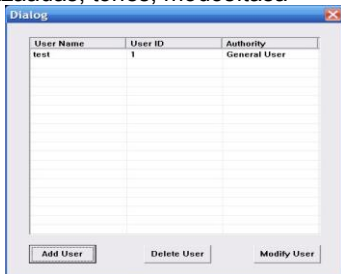 Dialog
User Name User ID Authority
test 1 General User
Add User Delete User Modify User